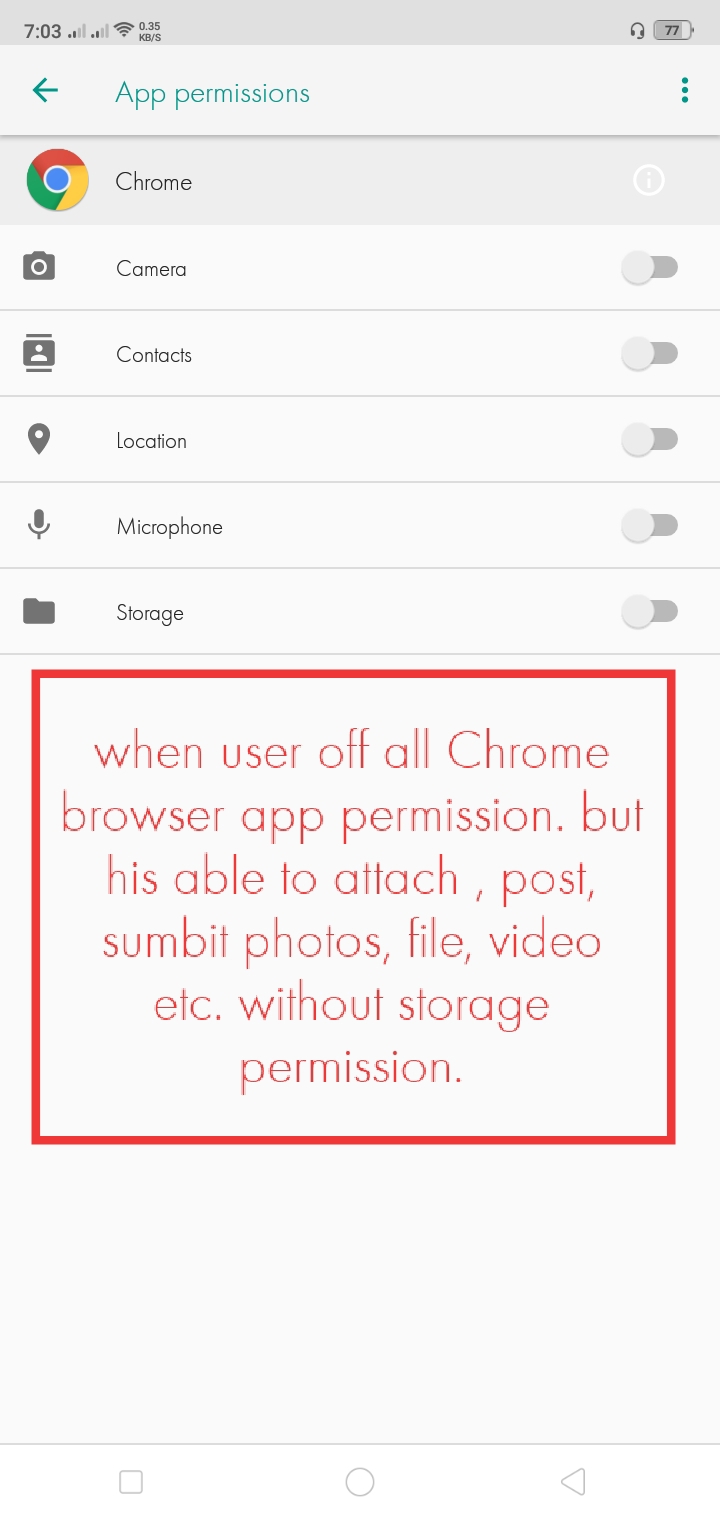 7:03 0.35 KB/S 77
App permissions
Chrome
Camera
Contacts
Location
Microphone
Storage
when user off all Chrome
browser app permission. but
his able to attach , post,
sumbit photos, file, video
etc. without storage
permission.